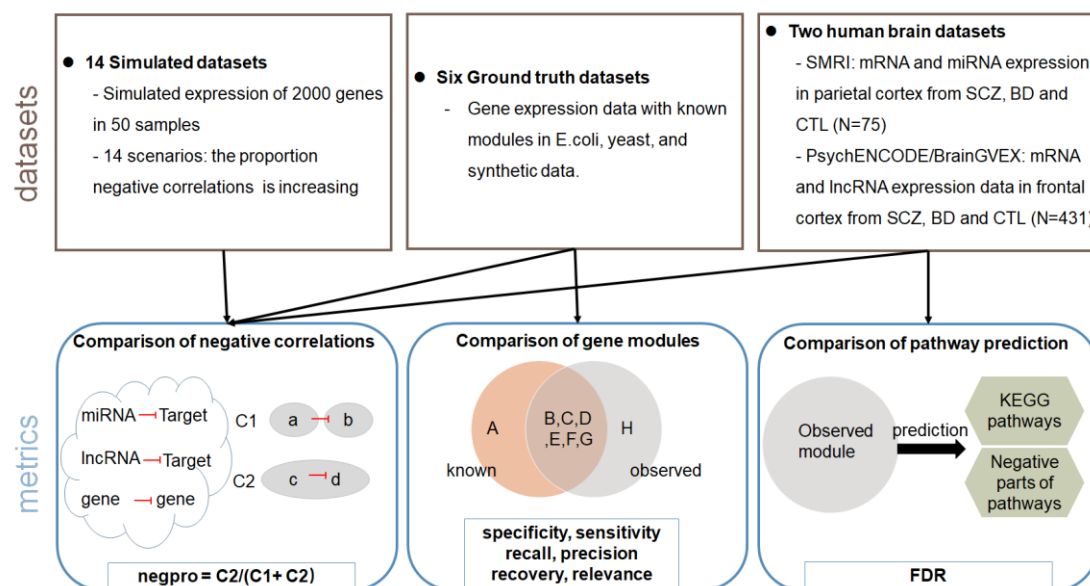 datasets
● 14 Simulated datasets
- Simulated expression of 2000 genes
in 50 samples
- 14 scenarios: the proportion
negative correlations is increasing
● Six Ground truth datasets
- Gene expression data with known
modules in E.coli, yeast, and
synthetic data.
● Two human brain datasets
- SMRI: mRNA and miRNA expression
in parietal cortex from SCZ, BD and
CTL (N=75)
- PsychENCODE/BrainGVEX: mRNA
and lncRNA expression data in frontal
cortex from SCZ, BD and CTL (N=431)
metrics
Comparison of negative correlations
miRNA Target
lncRNA Target
gene gene
C1 a b
C2 c d
negpro = C2/(C1+ C2)
Comparison of gene modules
A
B,C,D
,E,F,G
H
known
observed
specificity, sensitivity
recall, precision
recovery, relevance
Comparison of pathway prediction
Observed
module
prediction
KEGG
pathways
Negative
parts of
pathways
FDR